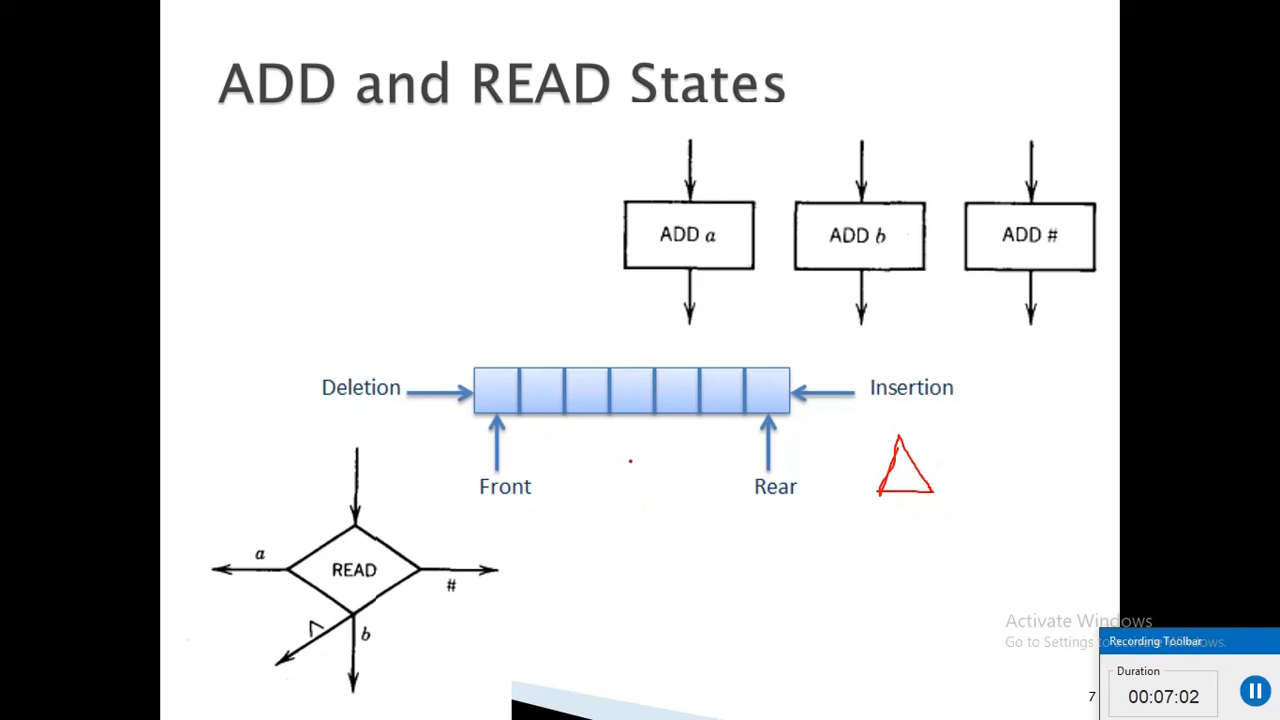 ADD and READ States
ADD a
ADD b
ADD #
Deletion
Insertion
Front
Rear
a
READ
#
Δ
b
Activate Windows
Go to Settings to activate Windows.
Recording Toolbar
Duration
7
00:07:02